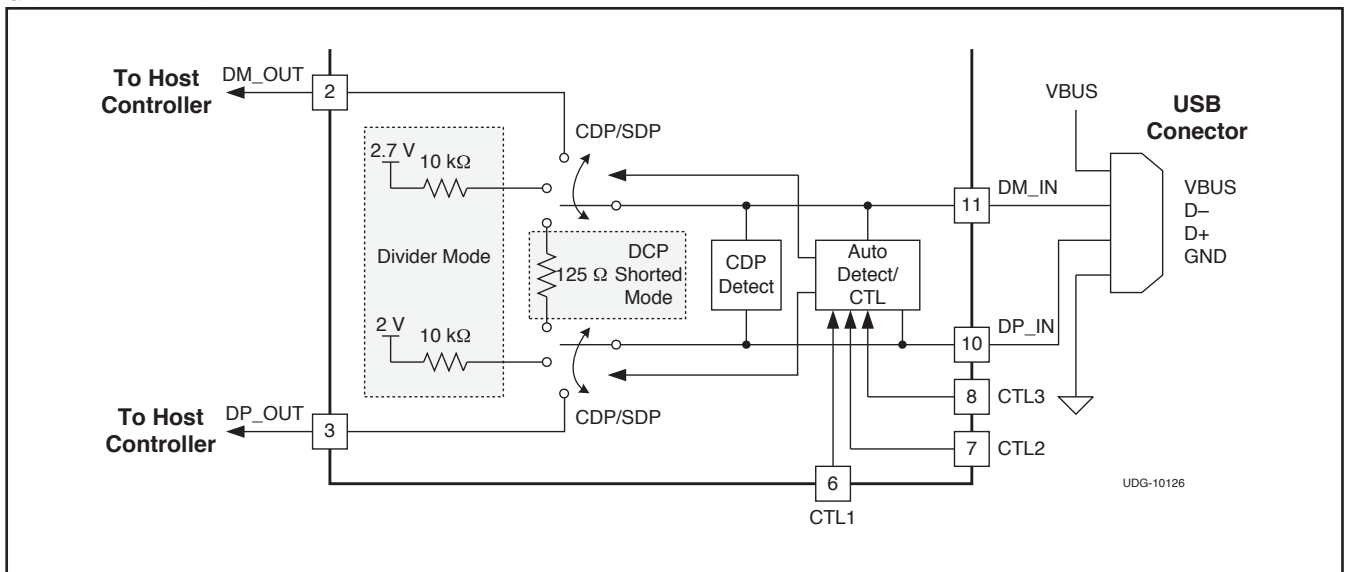 To Host
Controller
DM_OUT
2
CDP/SDP
2.7 V
10 kΩ
Divider Mode
125 Ω
DCP
Shorted
Mode
2 V
10 kΩ
CDP/SDP
To Host
Controller
DP_OUT
3
CDP
Detect
Auto
Detect/
CTL
11
DM_IN
10
DP_IN
8
CTL3
7
CTL2
6
CTL1
VBUS
USB
Conector
VBUS
D–
D+
GND
UDG-10126